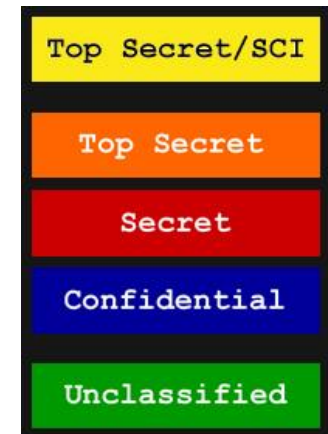 Top Secret/SCI
Top Secret
Secret
Confidential
Unclassified